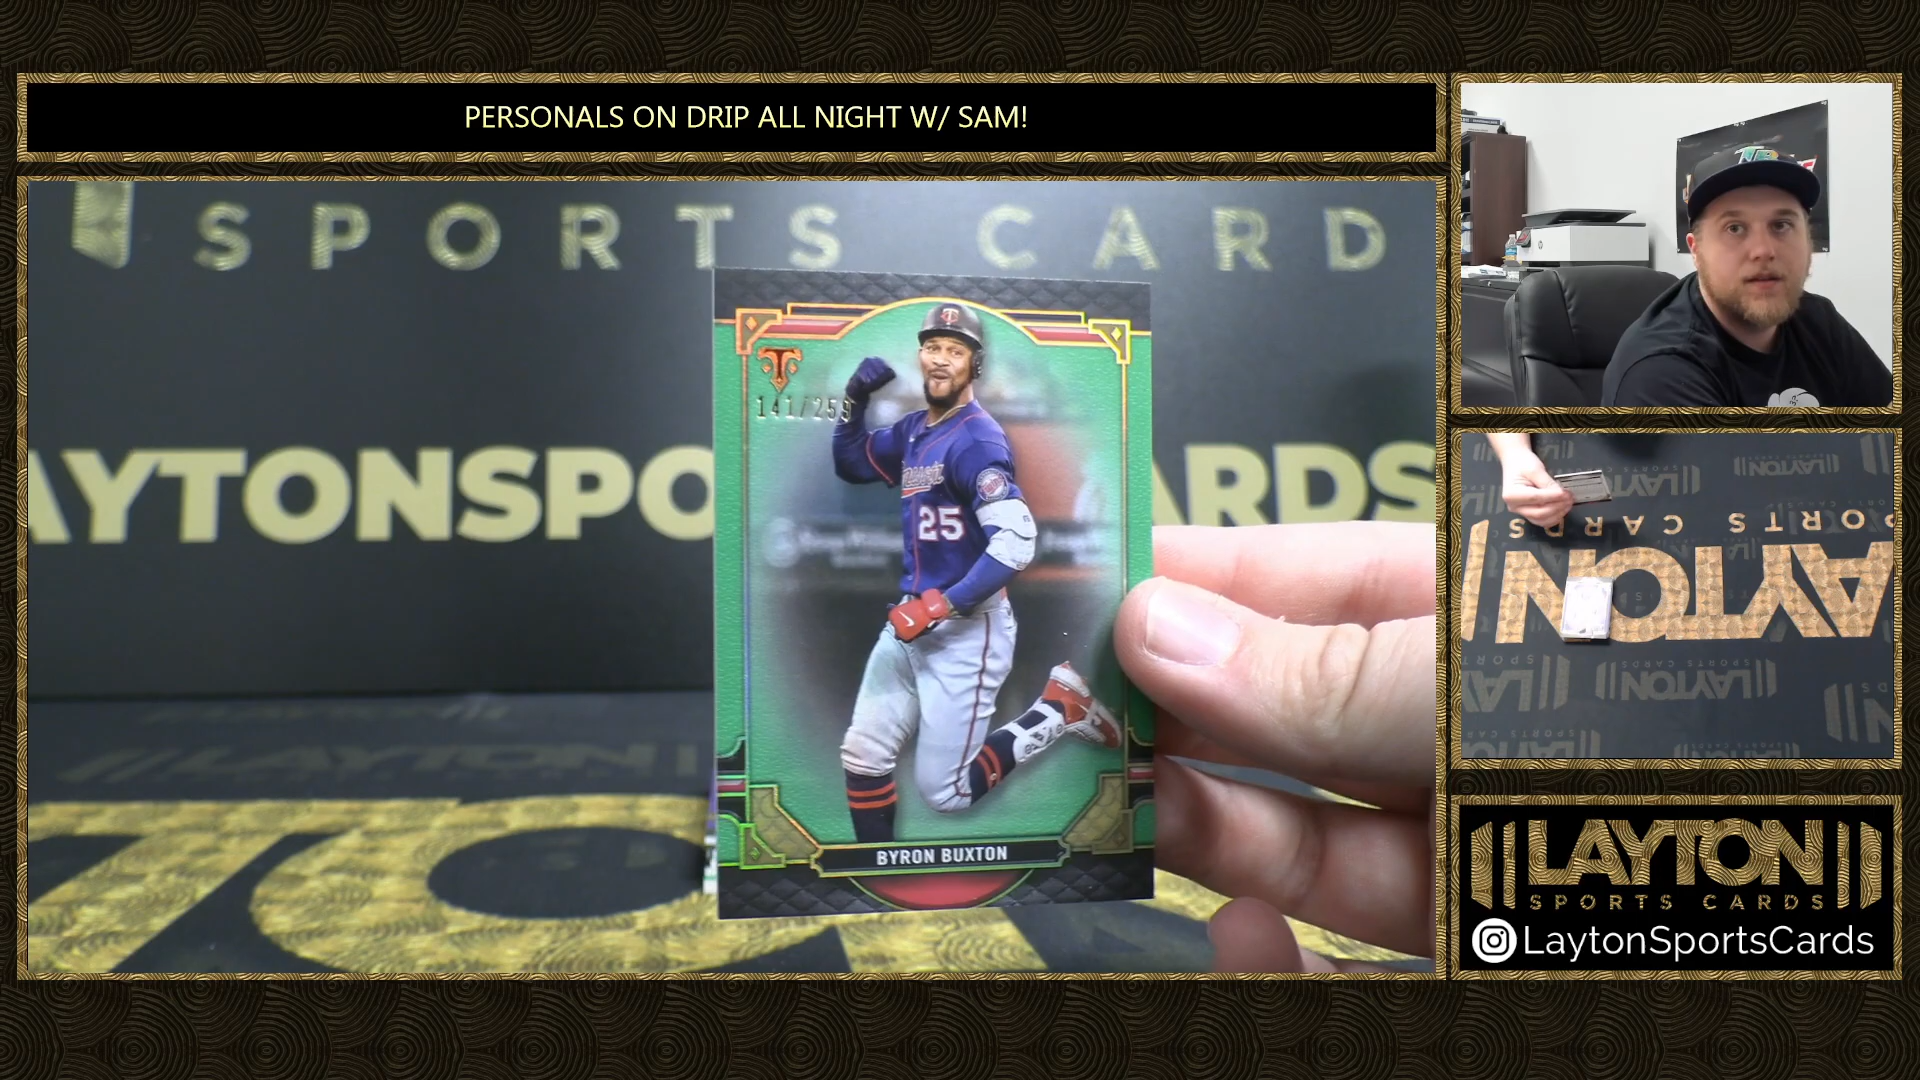 PERSONALS ON DRIP ALL NIGHT W/ SAM!
SPORTS CARD
AYTONSPO
ARDS
141/259
25
BYRON BUXTON
LAYTON
SPORTS CARDS
LAYTON
SPORTS CARDS
LaytonSportsCards